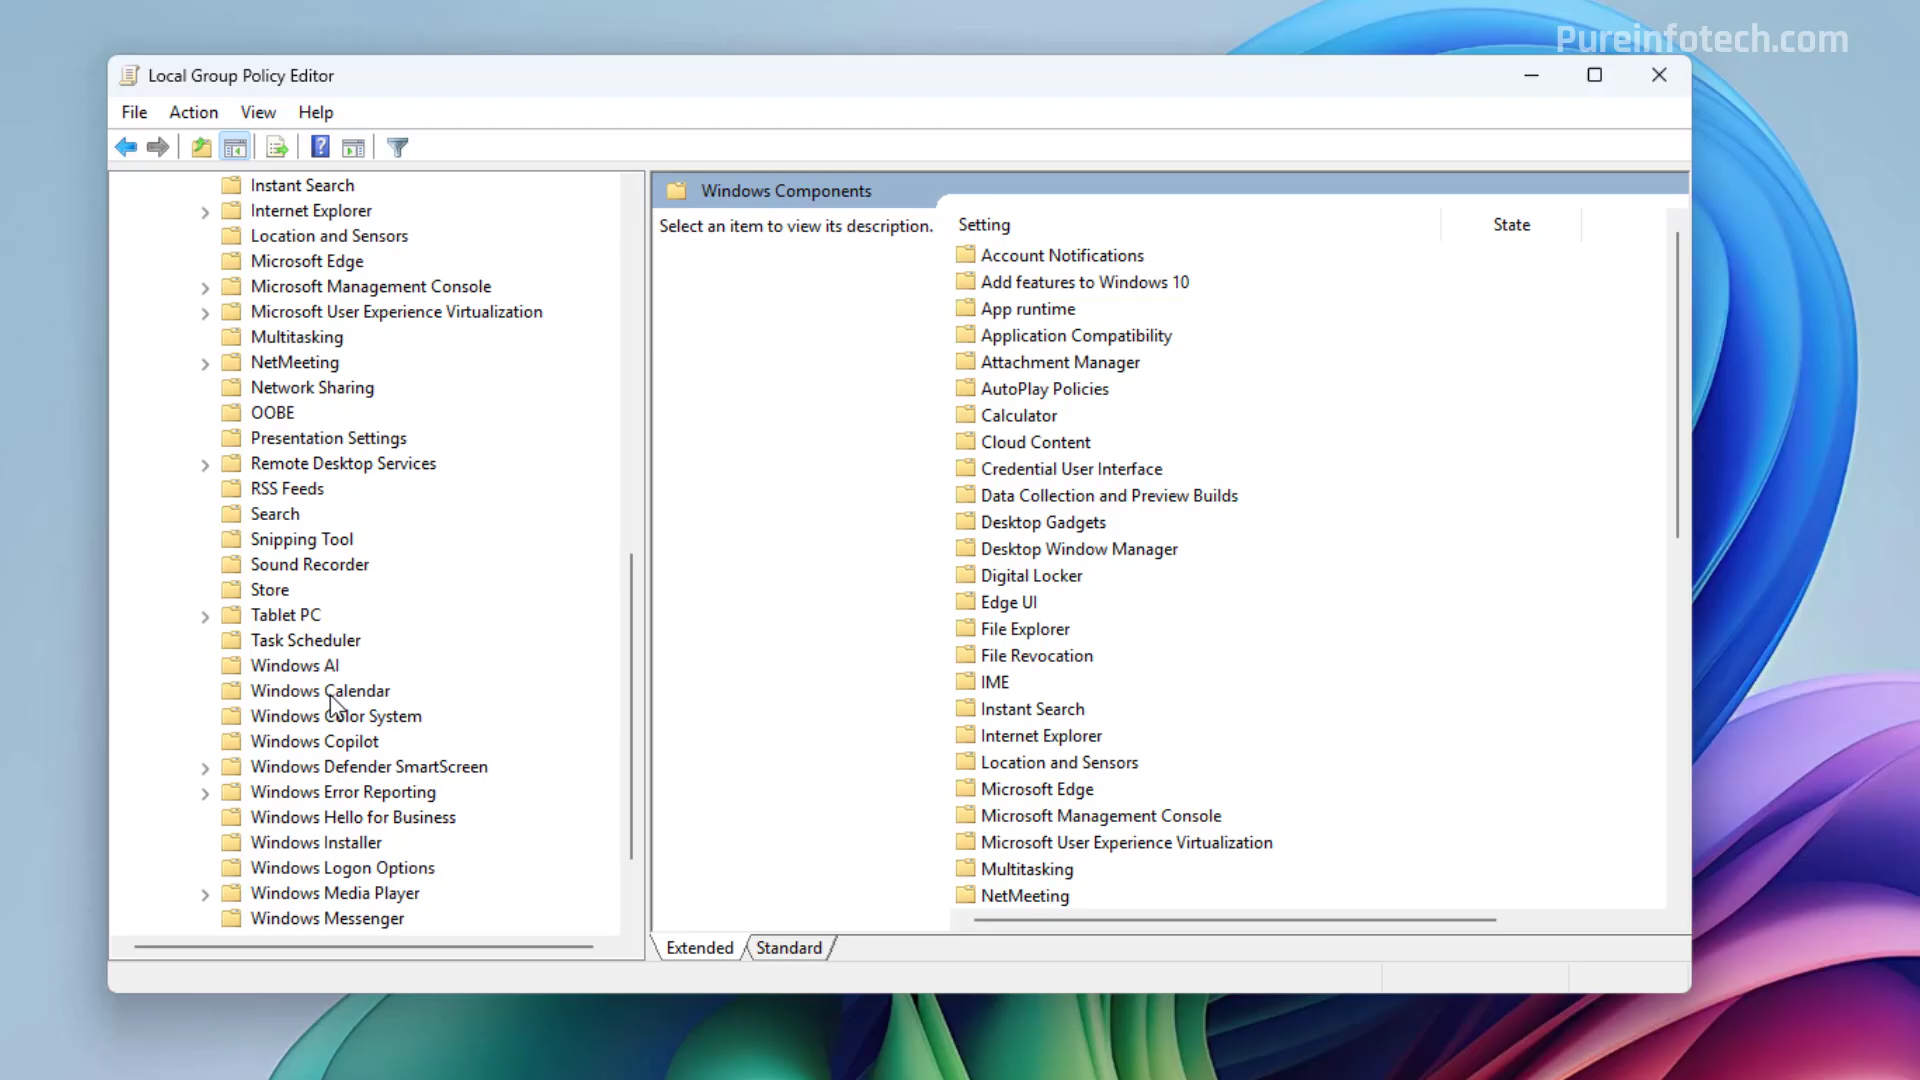 Pureinfotech.com
Local Group Policy Editor
File Action View Help
Instant Search
Internet Explorer
Location and Sensors
Microsoft Edge
Microsoft Management Console
Microsoft User Experience Virtualization
Multitasking
NetMeeting
Network Sharing
OOBE
Presentation Settings
Remote Desktop Services
RSS Feeds
Search
Snipping Tool
Sound Recorder
Store
Tablet PC
Task Scheduler
Windows AI
Windows Calendar
Windows Color System
Windows Copilot
Windows Defender SmartScreen
Windows Error Reporting
Windows Hello for Business
Windows Installer
Windows Logon Options
Windows Media Player
Windows Messenger
Windows Components
Select an item to view its description.
Setting State
Account Notifications
Add features to Windows 10
App runtime
Application Compatibility
Attachment Manager
AutoPlay Policies
Calculator
Cloud Content
Credential User Interface
Data Collection and Preview Builds
Desktop Gadgets
Desktop Window Manager
Digital Locker
Edge UI
File Explorer
File Revocation
IME
Instant Search
Internet Explorer
Location and Sensors
Microsoft Edge
Microsoft Management Console
Microsoft User Experience Virtualization
Multitasking
NetMeeting
Extended Standard